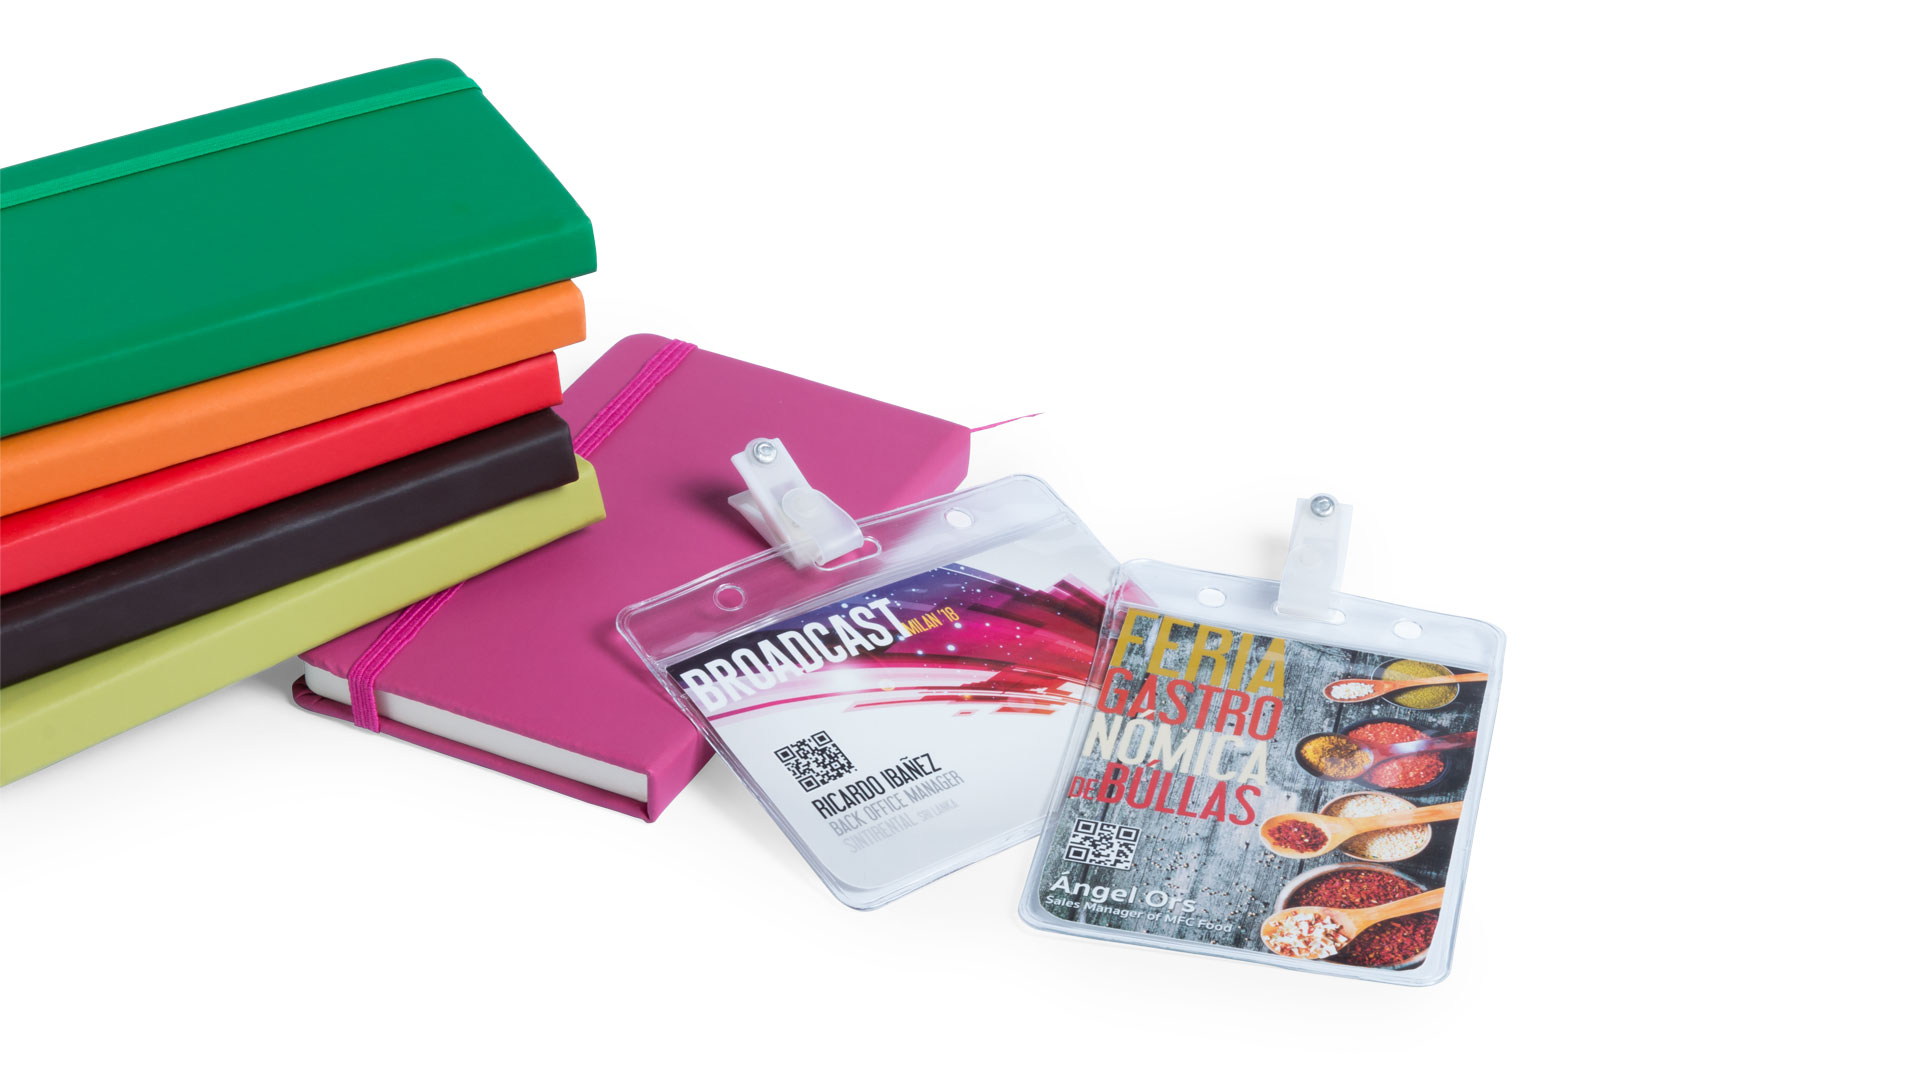 BROADCAST
MILAN '18
RICARDO IBAÑEZ
BACK OFFICE MANAGER
SINTIRENTAL SRI LANKA
FERIA
GASTRO
NÓMICA
DE BÚLLAS
Ángel Ors
Sales Manager of MFC Food